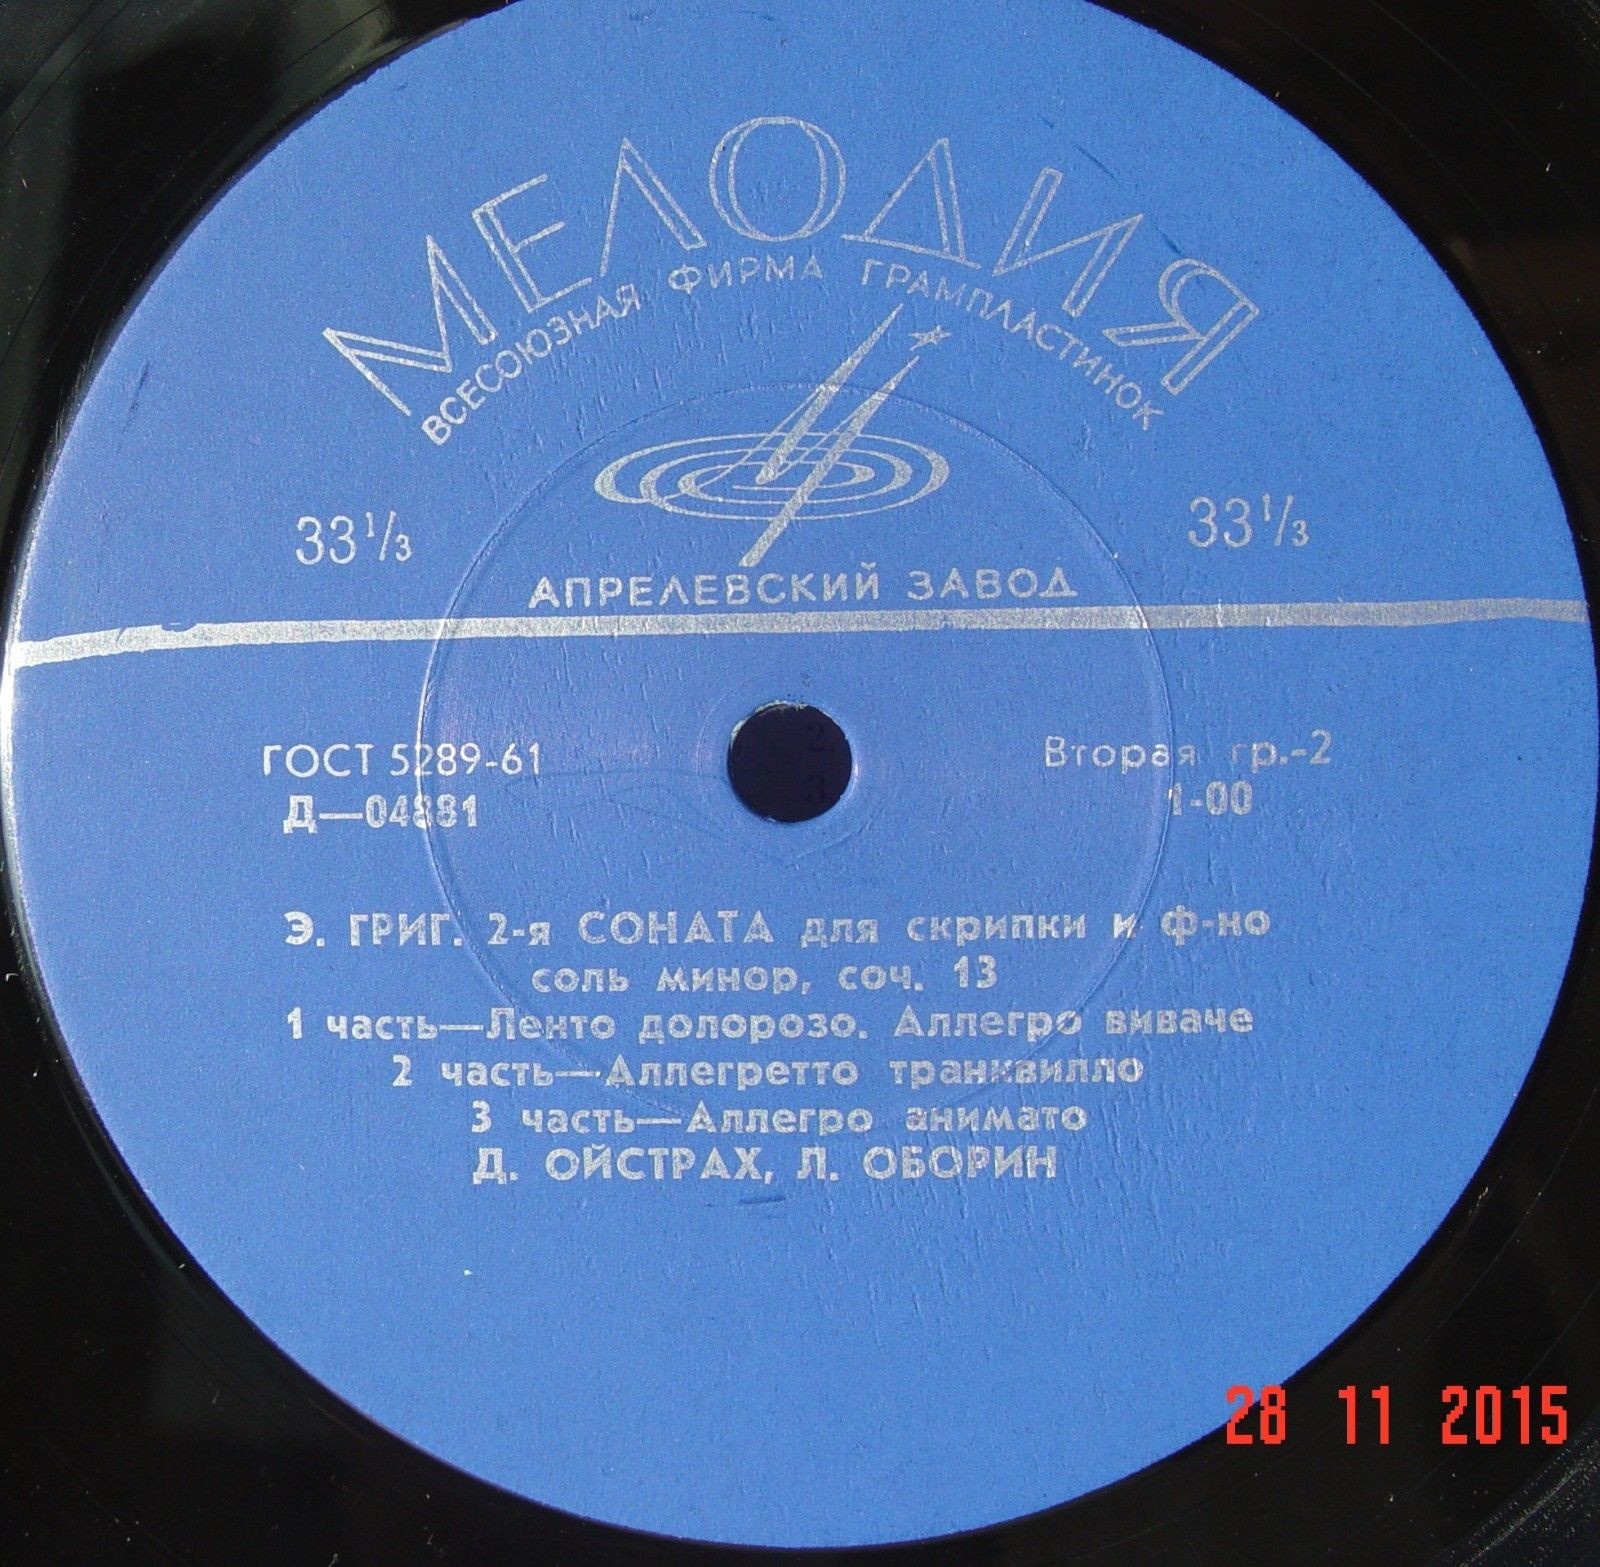 МЕЛОДИЯ
ВСЕСОЮЗНАЯ ФИРМА ГРАМПЛАСТИНОК
33⅓ 33⅓
АПРЕЛЕВСКИЙ ЗАВОД
ГОСТ 5289-61 Вторая гр.-2
Д—04881 1-00
Э. ГРИГ. 2-я СОНАТА для скрипки и ф-но
соль минор, соч. 13
1 часть—Ленто долорозо. Аллегро виваче
2 часть—Аллегретто транквилло
3 часть—Аллегро анимато
Д. ОЙСТРАХ, Л. ОБОРИН
28 11 2015